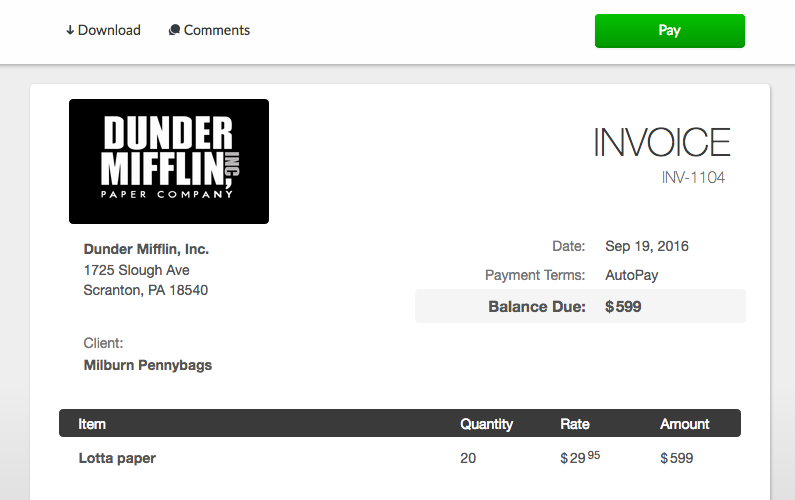 Download Comments Pay
DUNDER
MIFFLIN, INC
PAPER COMPANY
INVOICE
INV-1104
Dunder Mifflin, Inc.
1725 Slough Ave
Scranton, PA 18540
Date: Sep 19, 2016
Payment Terms: AutoPay
Balance Due: $599
Client:
Milburn Pennybags
Item Quantity Rate Amount
Lotta paper 20 $29 95 $599